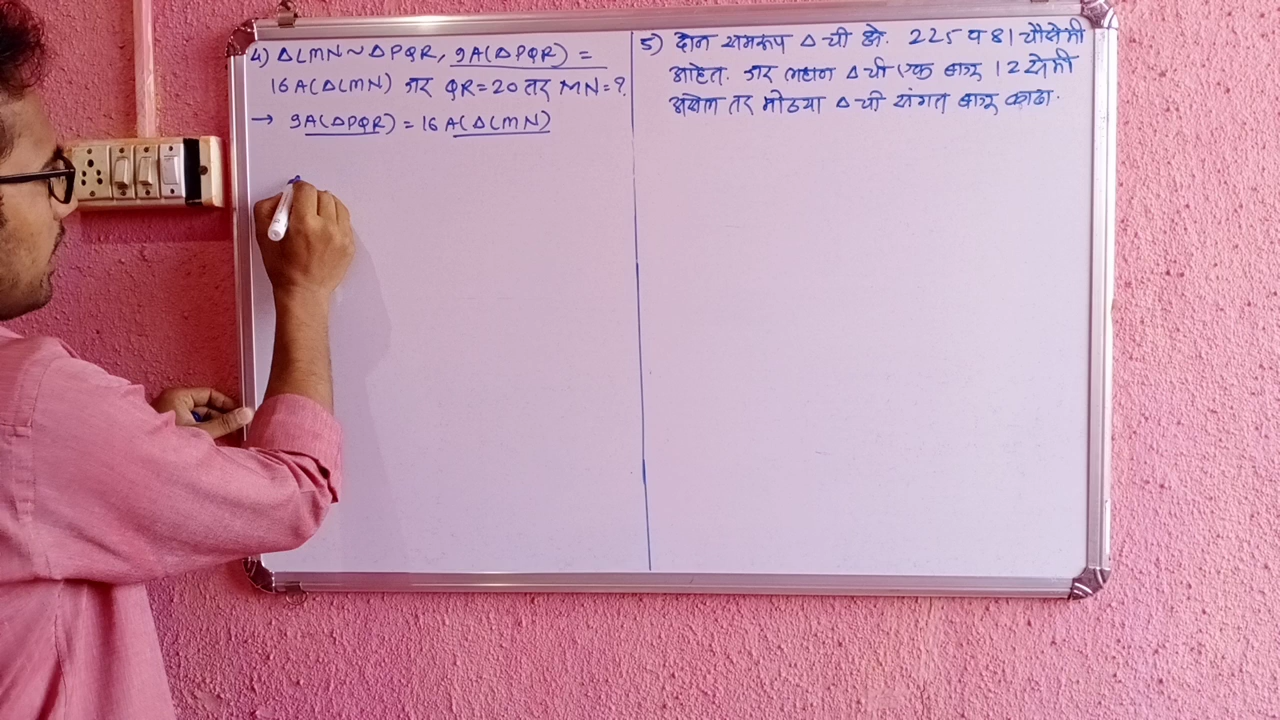 4) ΔLMN ~ ΔPQR, 9A(ΔPQR) =
16A(ΔLMN) जर QR=20 तर MN=?
→ 9A(ΔPQR) = 16A(ΔLMN)
5) दोन समरूप Δ ची क्षे. 225 व 81 चौसेमी
आहेत. जर लहान Δ ची एक बाजू 12 सेमी
असेल तर मोठया Δ ची संगत बाजू काढा.